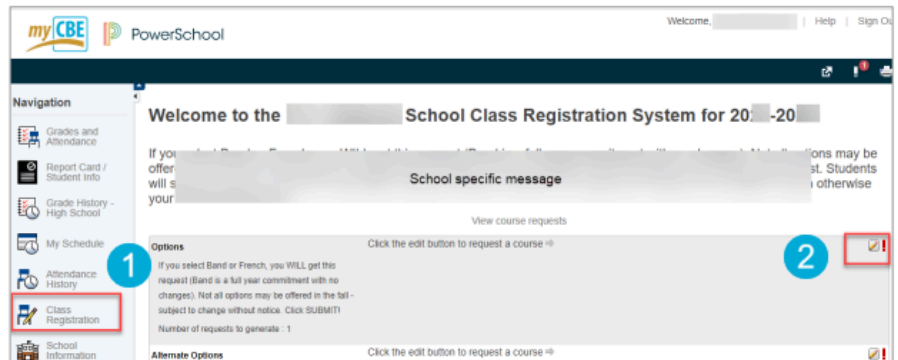 my CBE PowerSchool
Welcome, | Help | Sign Ou
Navigation
Grades and
Attendance
Report Card /
Student Info
Grade History -
High School
My Schedule
Attendance
History
Class
Registration
School
Information
1
Welcome to the School Class Registration System for 20 -20
If you
ions may be
offer
st. Students
will s
otherwise
your
School specific message
View course requests
Options
Click the edit button to request a course ⇨
2
!
If you select Band or French, you WILL get this
request (Band is a full year commitment with no
changes). Not all options may be offered in the fall -
subject to change without notice. Click SUBMIT!
Number of requests to generate : 1
Alternate Options
Click the edit button to request a course ⇨
!